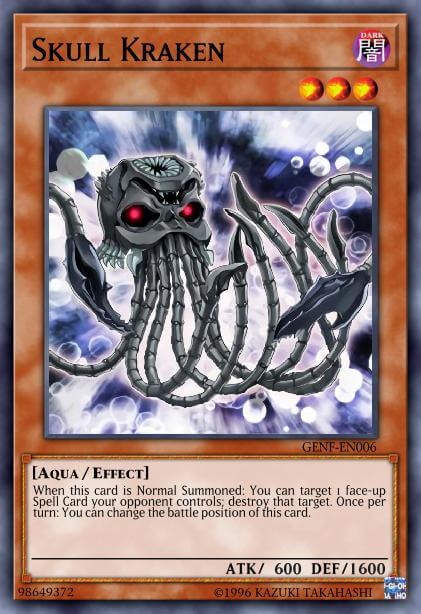 Skull Kraken
DARK
闇
GENF-EN006
[Aqua / Effect]
When this card is Normal Summoned: You can target 1 face-up
Spell Card your opponent controls; destroy that target. Once per
turn: You can change the battle position of this card.
ATK/ 600 DEF/1600
98649372
©1996 KAZUKI TAKAHASHI